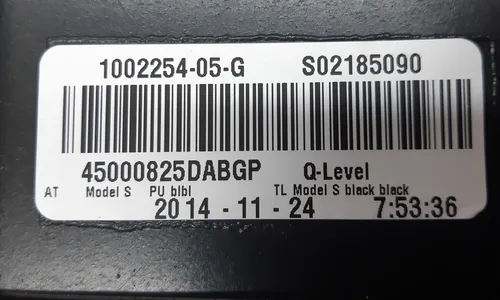 1002254-05-G S02185090
45000825DABGP Q-Level
AT Model S PU blbl TL Model S black black
2014 - 11 - 24 7:53:36